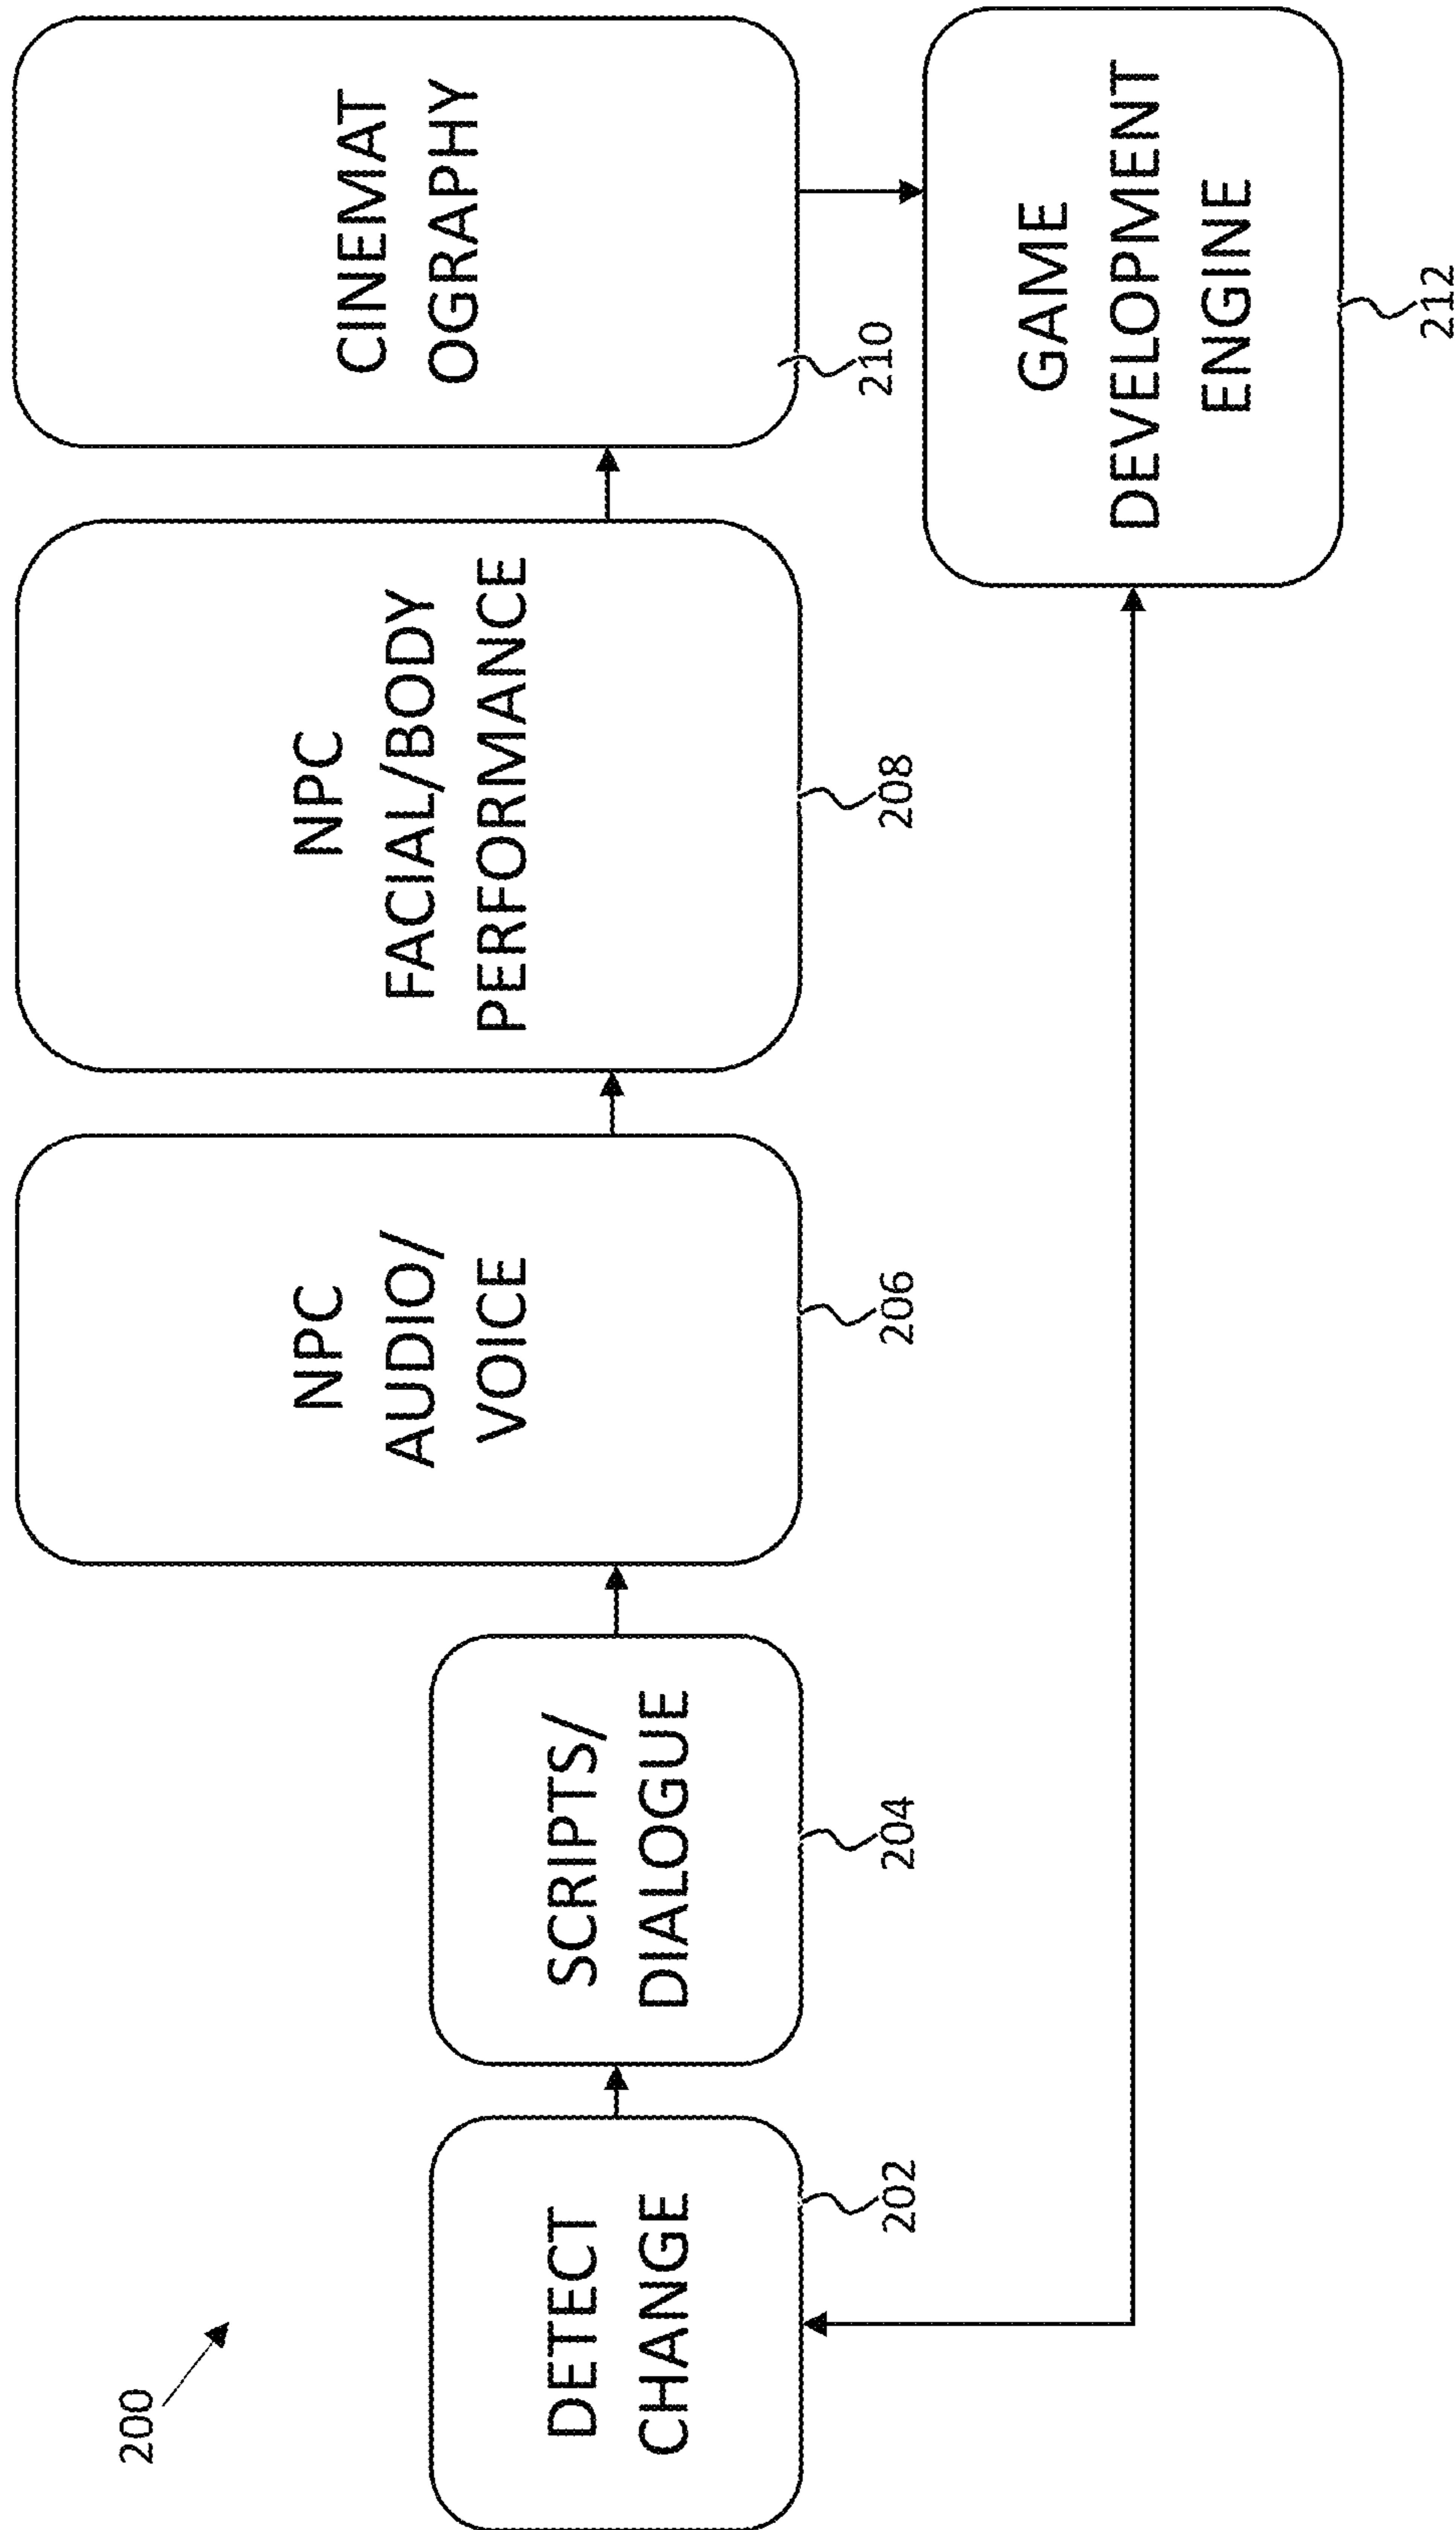 200
DETECT
CHANGE
202
SCRIPTS/
DIALOGUE
204
NPC
AUDIO/
VOICE
206
NPC
FACIAL/BODY
PERFORMANCE
208
CINEMAT
OGRAPHY
210
GAME
DEVELOPMENT
ENGINE
212